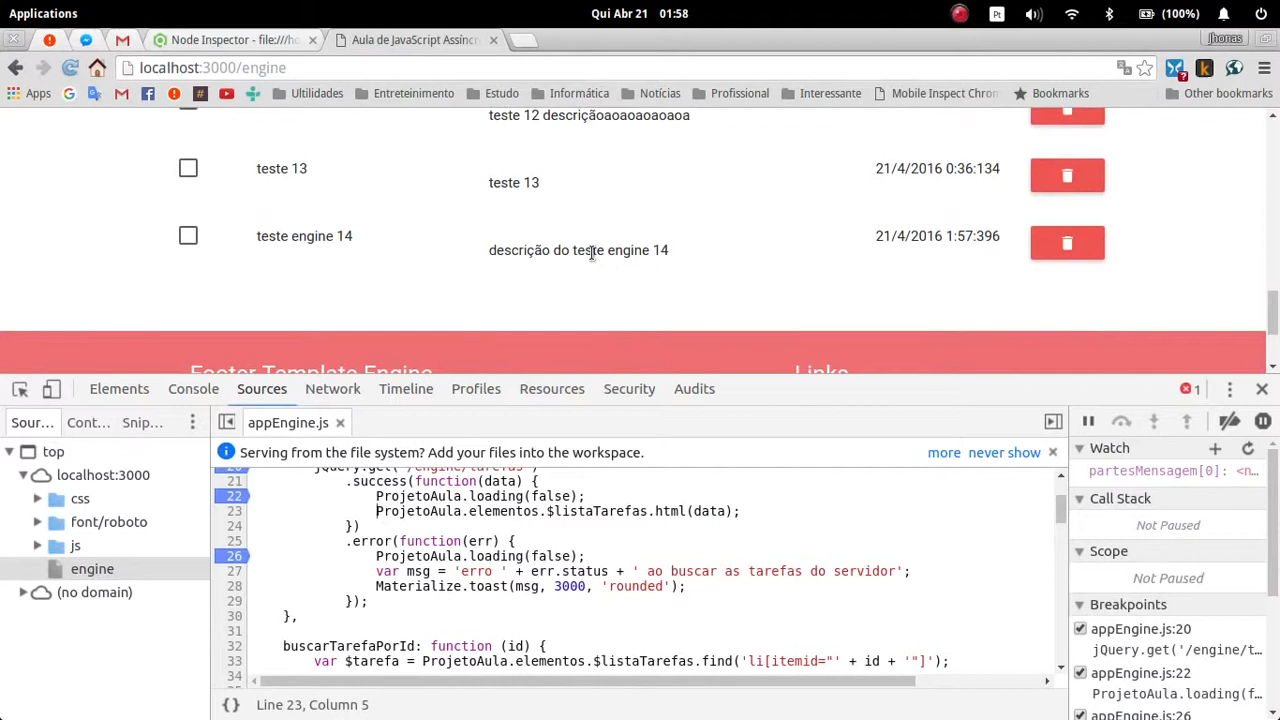 Applications
Qui Abr 21 01:58
Pt
(100%)
Node Inspector - file:///ho
Aula de JavaScript Assínc
Jhonas
localhost:3000/engine
Apps
Utilidades
Entreteinimen
Estudo
Informática
Notícias
Profissional
Interessante
Mobile Inspect Chrom
Bookmarks
Other bookmarks
teste 12 descriçãoaoaoaoaoaoa
teste 13
21/4/2016 0:36:134
teste 13
teste engine 14
21/4/2016 1:57:396
descrição do teste engine 14
Footer Template Engine
Links
Elements
Console
Sources
Network
Timeline
Profiles
Resources
Security
Audits
1
Sour...
Cont...
Snip...
appEngine.js
top
localhost:3000
css
font/roboto
js
engine
(no domain)
Serving from the file system? Add your files into the workspace.
more never show
20 jQuery.get('/engine/tarefas')
21 .success(function(data) {
22 ProjetoAula.loading(false);
23 ProjetoAula.elementos.$listaTarefas.html(data);
24 })
25 .error(function(err) {
26 ProjetoAula.loading(false);
27 var msg = 'erro ' + err.status + ' ao buscar as tarefas do servidor';
28 Materialize.toast(msg, 3000, 'rounded');
29 });
30 },
31
32 buscarTarefaPorId: function (id) {
33 var $tarefa = ProjetoAula.elementos.$listaTarefas.find('li[itemid="' + id + '"]');
34
{} Line 23, Column 5
Watch
partesMensagem[0]: <n…
Call Stack
Not Paused
Scope
Not Paused
Breakpoints
appEngine.js:20
jQuery.get('/engine/t…
appEngine.js:22
ProjetoAula.loading(f…
appEngine.js:26